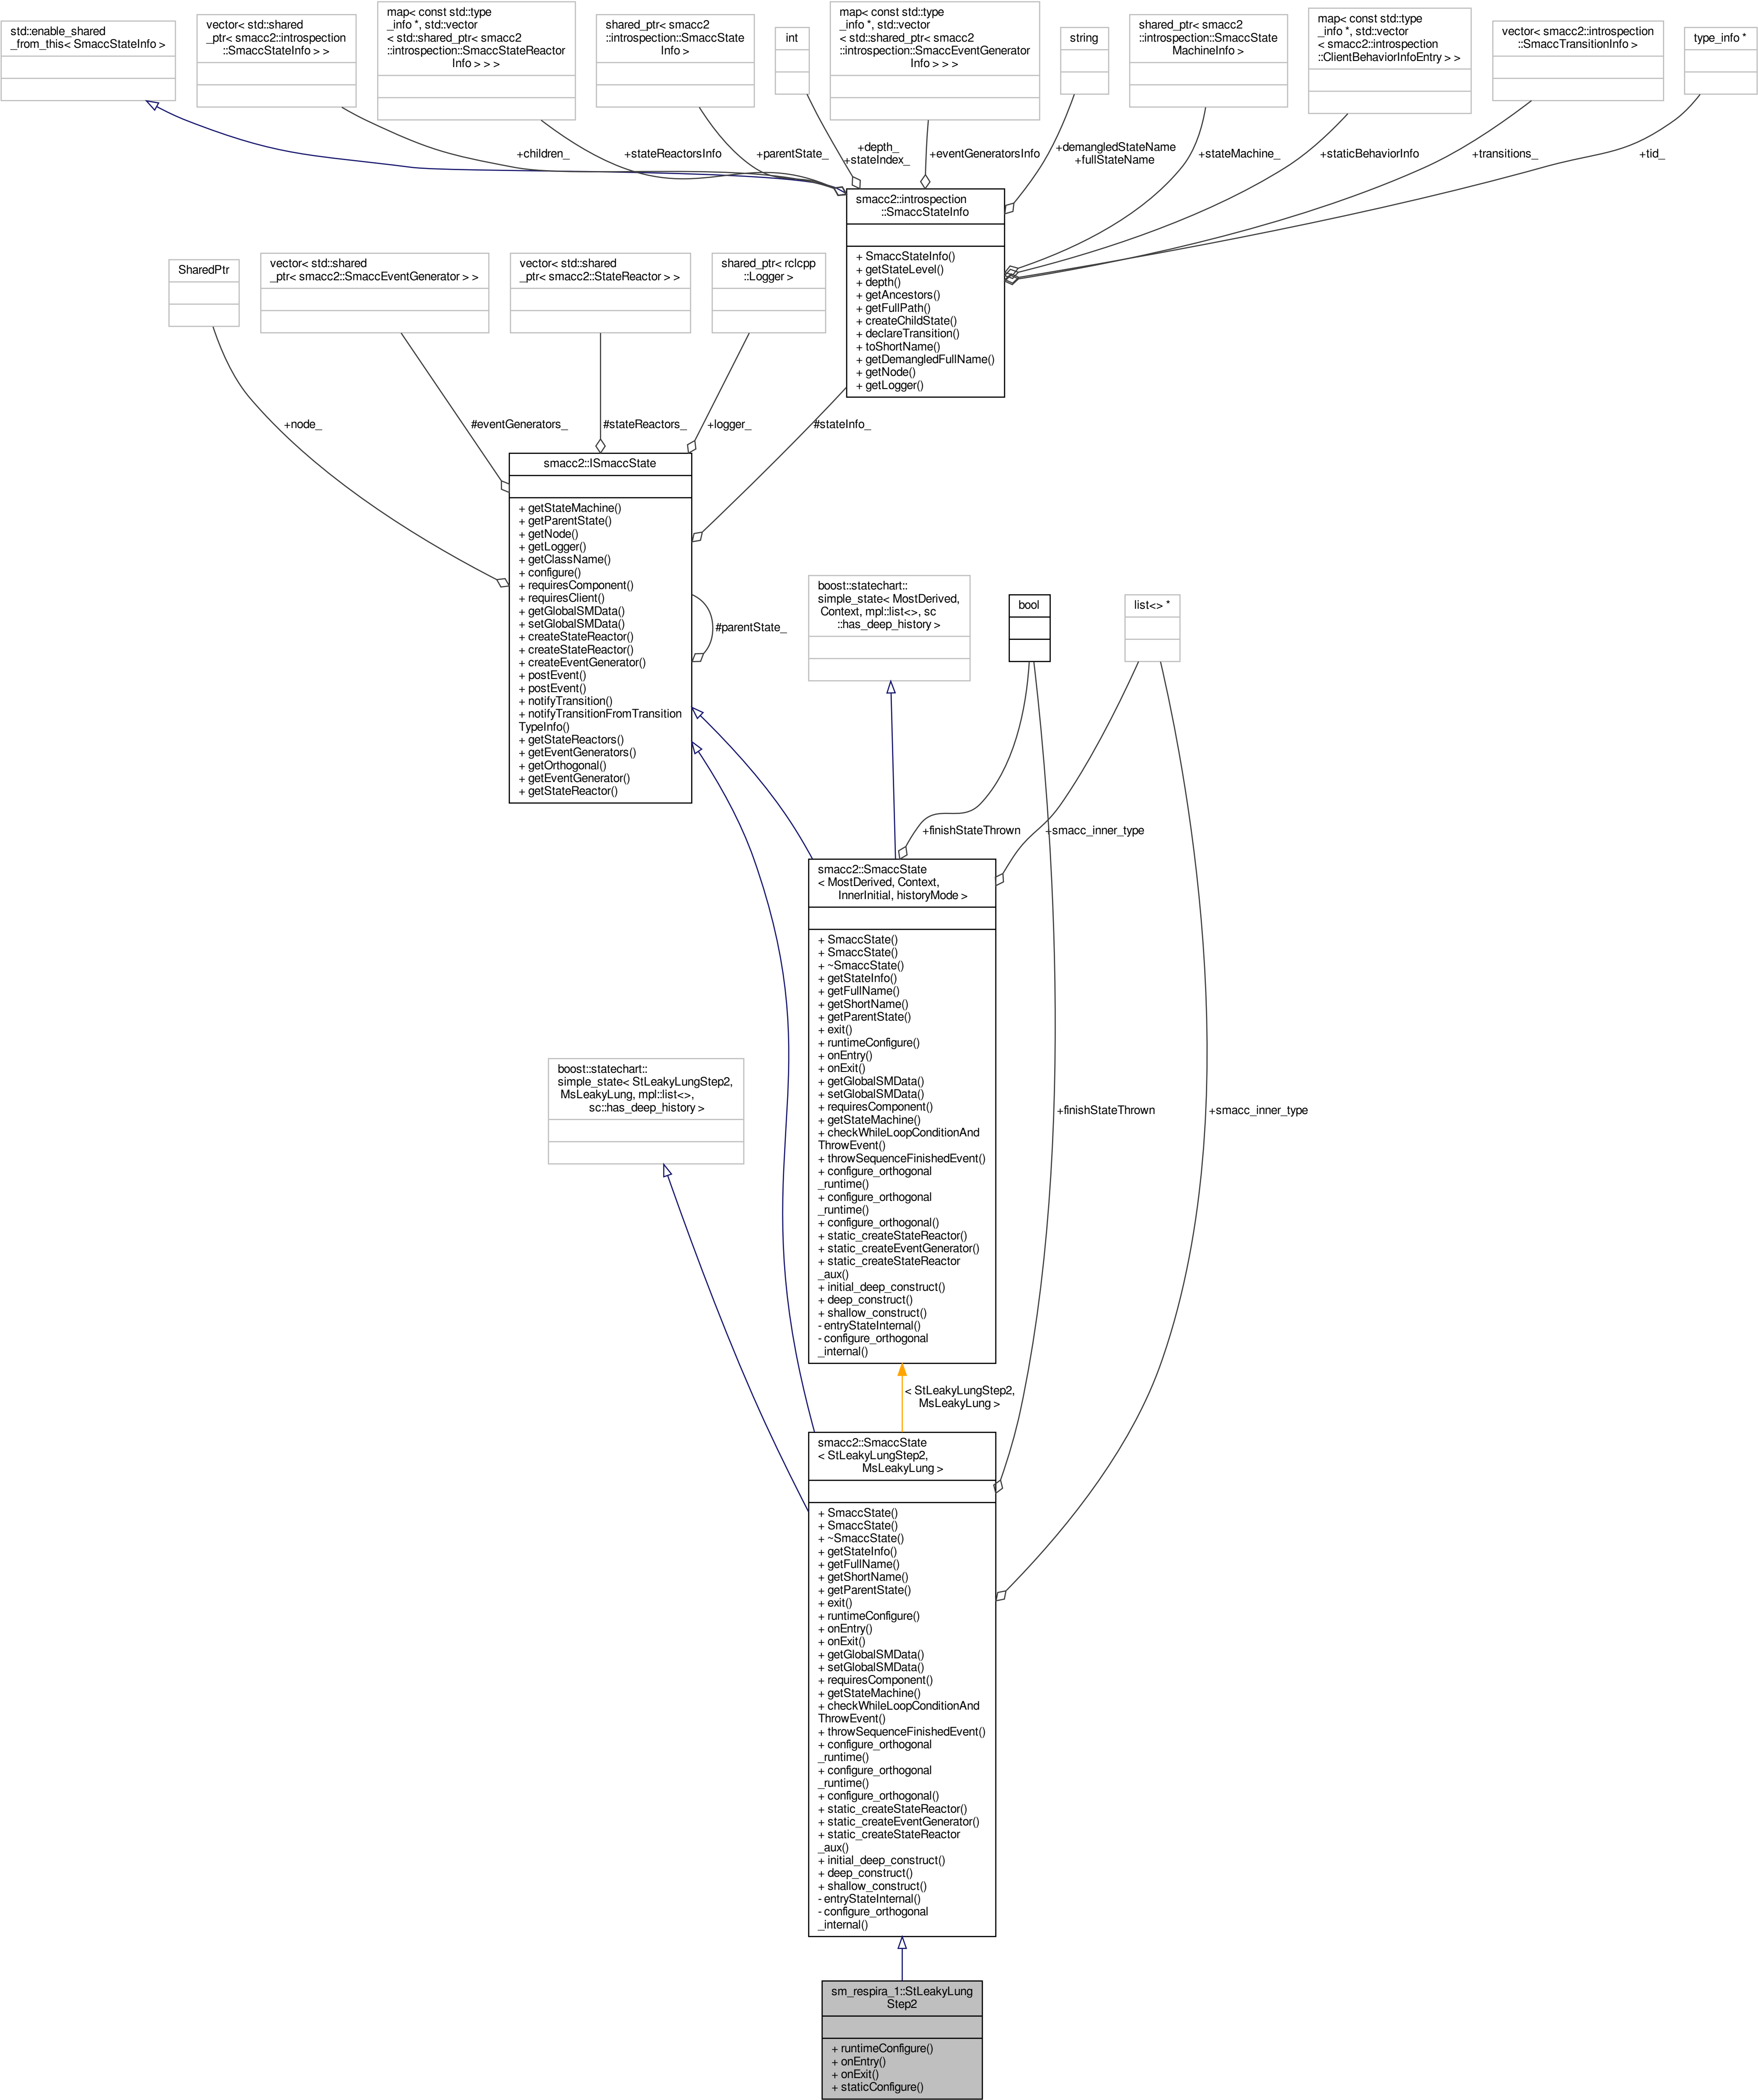 std::enable_shared
_from_this< SmaccStateInfo >
vector< std::shared
_ptr< smacc2::introspection
::SmaccStateInfo > >
map< const std::type
_info *, std::vector
< std::shared_ptr< smacc2
::introspection::SmaccStateReactor
Info > > >
shared_ptr< smacc2
::introspection::SmaccState
Info >
int
map< const std::type
_info *, std::vector
< std::shared_ptr< smacc2
::introspection::SmaccEventGenerator
Info > > >
string
shared_ptr< smacc2
::introspection::SmaccState
MachineInfo >
map< const std::type
_info *, std::vector
< smacc2::introspection
::ClientBehaviorInfoEntry > >
vector< smacc2::introspection
::SmaccTransitionInfo >
type_info *
+children_
+stateReactorsInfo
+parentState_
+depth_
+stateIndex_
+eventGeneratorsInfo
+demangledStateName
+fullStateName
+stateMachine_
+staticBehaviorInfo
+transitions_
+tid_
smacc2::introspection
::SmaccStateInfo
+ SmaccStateInfo()
+ getStateLevel()
+ depth()
+ getAncestors()
+ getFullPath()
+ createChildState()
+ declareTransition()
+ toShortName()
+ getDemangledFullName()
+ getNode()
+ getLogger()
SharedPtr
vector< std::shared
_ptr< smacc2::SmaccEventGenerator > >
vector< std::shared
_ptr< smacc2::StateReactor > >
shared_ptr< rclcpp
::Logger >
+node_
#eventGenerators_
#stateReactors_
+logger_
#stateInfo_
smacc2::ISmaccState
+ getStateMachine()
+ getParentState()
+ getNode()
+ getLogger()
+ getClassName()
+ configure()
+ requiresComponent()
+ requiresClient()
+ getGlobalSMData()
+ setGlobalSMData()
+ createStateReactor()
+ createStateReactor()
+ createEventGenerator()
+ postEvent()
+ postEvent()
+ notifyTransition()
+ notifyTransitionFromTransition
TypeInfo()
+ getStateReactors()
+ getEventGenerators()
+ getOrthogonal()
+ getEventGenerator()
+ getStateReactor()
#parentState_
boost::statechart::
simple_state< MostDerived,
Context, mpl::list<>, sc
::has_deep_history >
bool
list<> *
+finishStateThrown
+smacc_inner_type
smacc2::SmaccState
< MostDerived, Context,
InnerInitial, historyMode >
+ SmaccState()
+ SmaccState()
+ ~SmaccState()
+ getStateInfo()
+ getFullName()
+ getShortName()
+ getParentState()
+ exit()
+ runtimeConfigure()
+ onEntry()
+ onExit()
+ getGlobalSMData()
+ setGlobalSMData()
+ requiresComponent()
+ getStateMachine()
+ checkWhileLoopConditionAnd
ThrowEvent()
+ throwSequenceFinishedEvent()
+ configure_orthogonal
_runtime()
+ configure_orthogonal
_runtime()
+ configure_orthogonal()
+ static_createStateReactor()
+ static_createEventGenerator()
+ static_createStateReactor
_aux()
+ initial_deep_construct()
+ deep_construct()
+ shallow_construct()
- entryStateInternal()
- configure_orthogonal
_internal()
boost::statechart::
simple_state< StLeakyLungStep2,
MsLeakyLung, mpl::list<>,
sc::has_deep_history >
+finishStateThrown
+smacc_inner_type
< StLeakyLungStep2,
MsLeakyLung >
smacc2::SmaccState
< StLeakyLungStep2,
MsLeakyLung >
+ SmaccState()
+ SmaccState()
+ ~SmaccState()
+ getStateInfo()
+ getFullName()
+ getShortName()
+ getParentState()
+ exit()
+ runtimeConfigure()
+ onEntry()
+ onExit()
+ getGlobalSMData()
+ setGlobalSMData()
+ requiresComponent()
+ getStateMachine()
+ checkWhileLoopConditionAnd
ThrowEvent()
+ throwSequenceFinishedEvent()
+ configure_orthogonal
_runtime()
+ configure_orthogonal
_runtime()
+ configure_orthogonal()
+ static_createStateReactor()
+ static_createEventGenerator()
+ static_createStateReactor
_aux()
+ initial_deep_construct()
+ deep_construct()
+ shallow_construct()
- entryStateInternal()
- configure_orthogonal
_internal()
sm_respira_1::StLeakyLung
Step2
+ runtimeConfigure()
+ onEntry()
+ onExit()
+ staticConfigure()